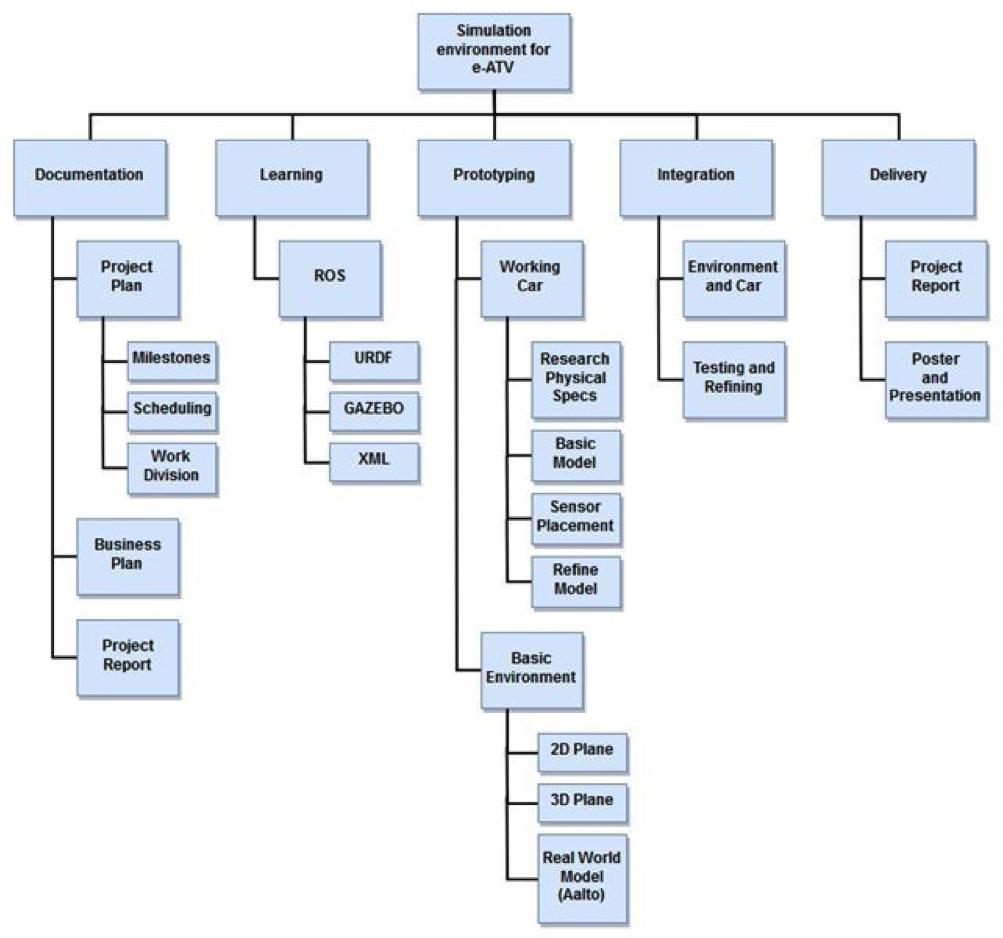 Simulation
environment for
e-ATV
Documentation
Learning
Prototyping
Integration
Delivery
Project
Plan
Milestones
Scheduling
Work
Division
Business
Plan
Project
Report
ROS
URDF
GAZEBO
XML
Working
Car
Research
Physical
Specs
Basic
Model
Sensor
Placement
Refine
Model
Basic
Environment
2D Plane
3D Plane
Real World
Model
(Aalto)
Environment
and Car
Testing and
Refining
Project
Report
Poster
and
Presentation